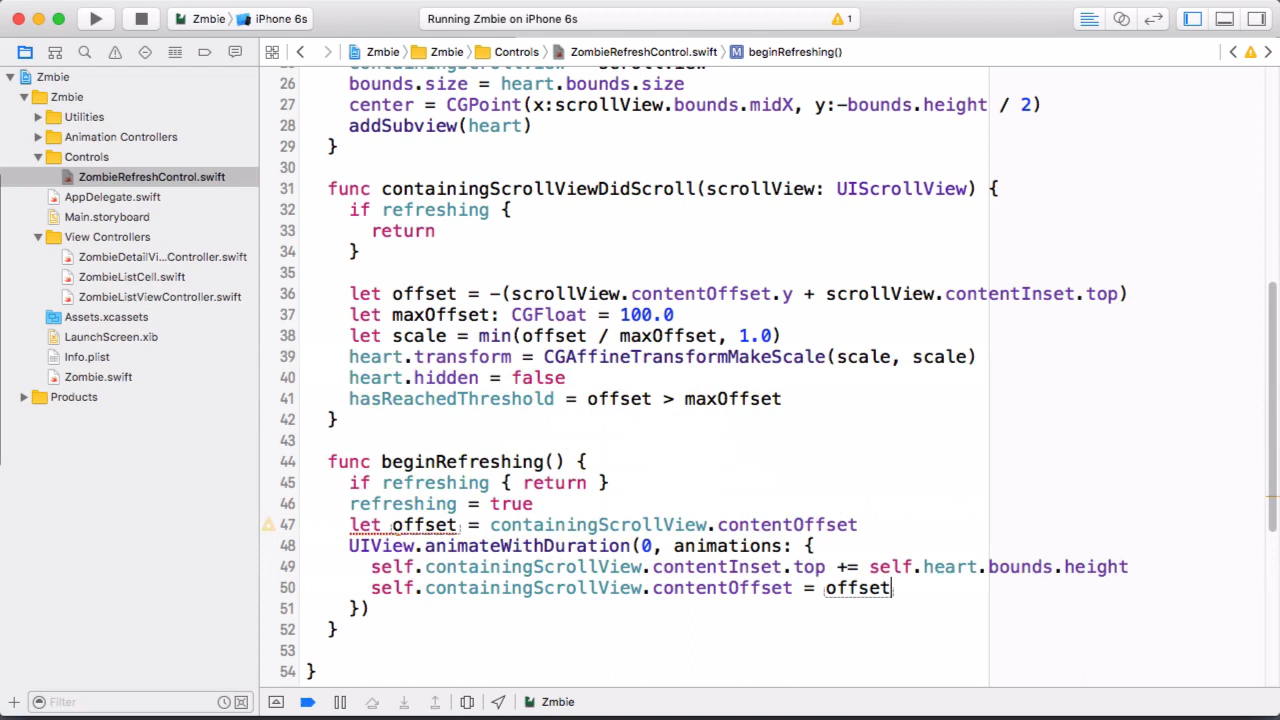 Zmbie iPhone 6s
Running Zmbie on iPhone 6s 1
Zmbie Zmbie Controls ZombieRefreshControl.swift M beginRefreshing()
Zmbie
Zmbie
Utilities
Animation Controllers
Controls
ZombieRefreshControl.swift
AppDelegate.swift
Main.storyboard
View Controllers
ZombieDetailVi...Controller.swift
ZombieListCell.swift
ZombieListViewController.swift
Assets.xcassets
LaunchScreen.xib
Info.plist
Zombie.swift
Products
Filter
26 bounds.size = heart.bounds.size
27 center = CGPoint(x:scrollView.bounds.midX, y:-bounds.height / 2)
28 addSubview(heart)
29 }
30
31 func containingScrollViewDidScroll(scrollView: UIScrollView) {
32 if refreshing {
33 return
34 }
35
36 let offset = -(scrollView.contentOffset.y + scrollView.contentInset.top)
37 let maxOffset: CGFloat = 100.0
38 let scale = min(offset / maxOffset, 1.0)
39 heart.transform = CGAffineTransformMakeScale(scale, scale)
40 heart.hidden = false
41 hasReachedThreshold = offset > maxOffset
42 }
43
44 func beginRefreshing() {
45 if refreshing { return }
46 refreshing = true
47 let offset = containingScrollView.contentOffset
48 UIView.animateWithDuration(0, animations: {
49 self.containingScrollView.contentInset.top += self.heart.bounds.height
50 self.containingScrollView.contentOffset = offset
51 })
52 }
53
54 }
Zmbie